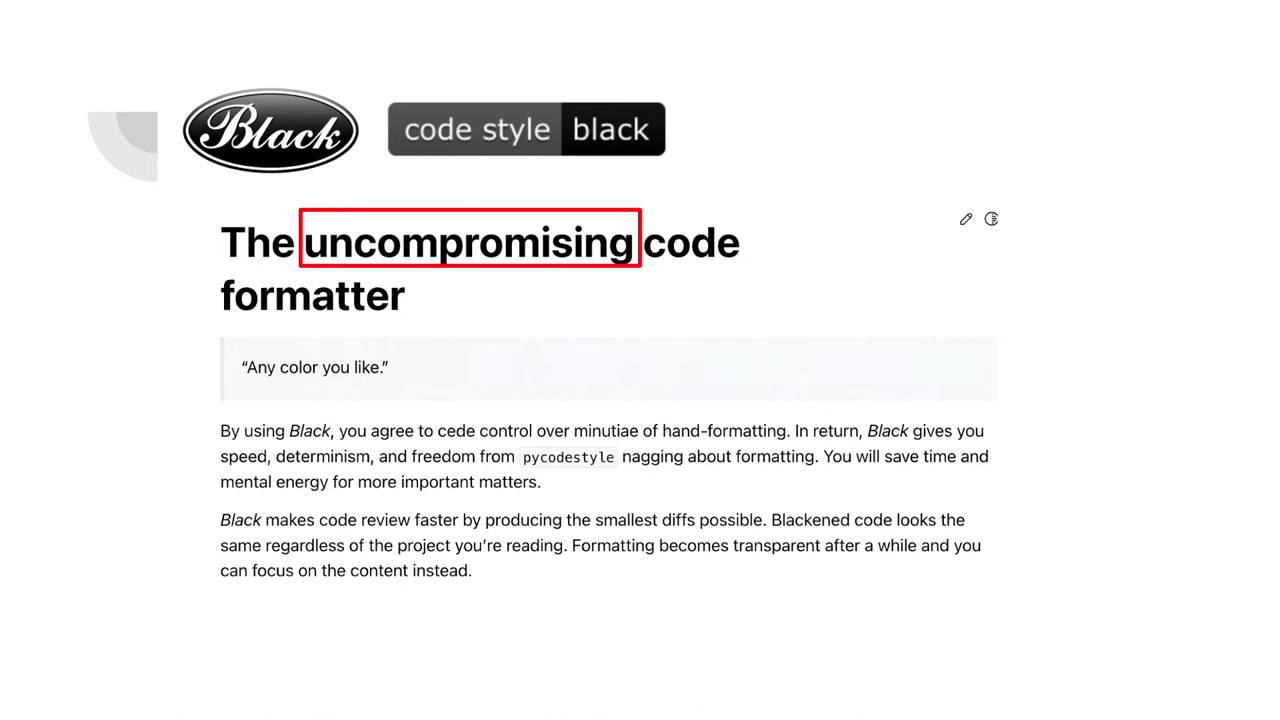 Black
code style black
The uncompromising code
formatter
“Any color you like.”
By using Black, you agree to cede control over minutiae of hand-formatting. In return, Black gives you
speed, determinism, and freedom from pycodestyle nagging about formatting. You will save time and
mental energy for more important matters.
Black makes code review faster by producing the smallest diffs possible. Blackened code looks the
same regardless of the project you’re reading. Formatting becomes transparent after a while and you
can focus on the content instead.